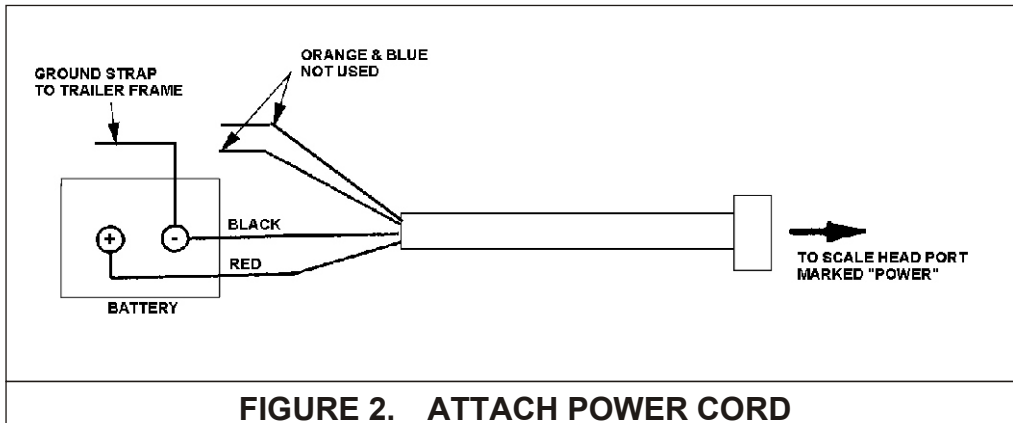 ORANGE & BLUE
NOT USED
GROUND STRAP
TO TRAILER FRAME
+
-
BLACK
RED
BATTERY
TO SCALE HEAD PORT
MARKED "POWER"
FIGURE 2. ATTACH POWER CORD